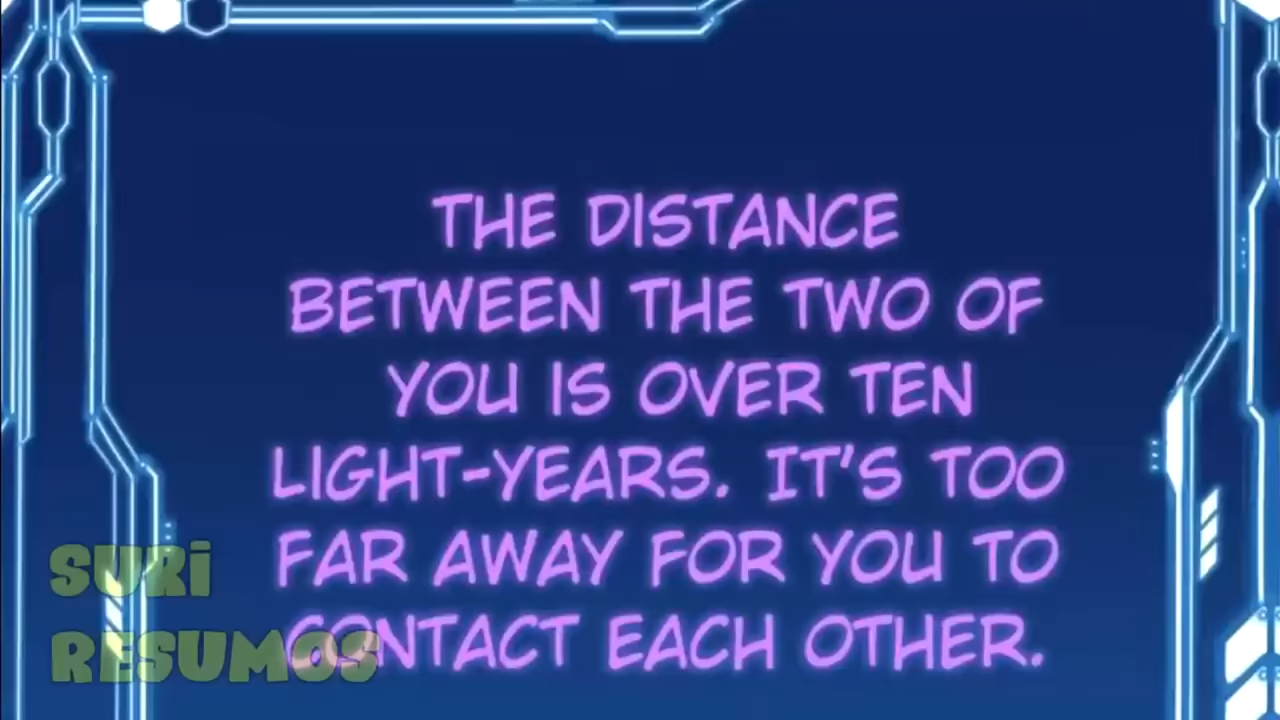 THE DISTANCE
BETWEEN THE TWO OF
YOU IS OVER TEN
LIGHT-YEARS. IT'S TOO
FAR AWAY FOR YOU TO
CONTACT EACH OTHER.
SURi
RESUMOS